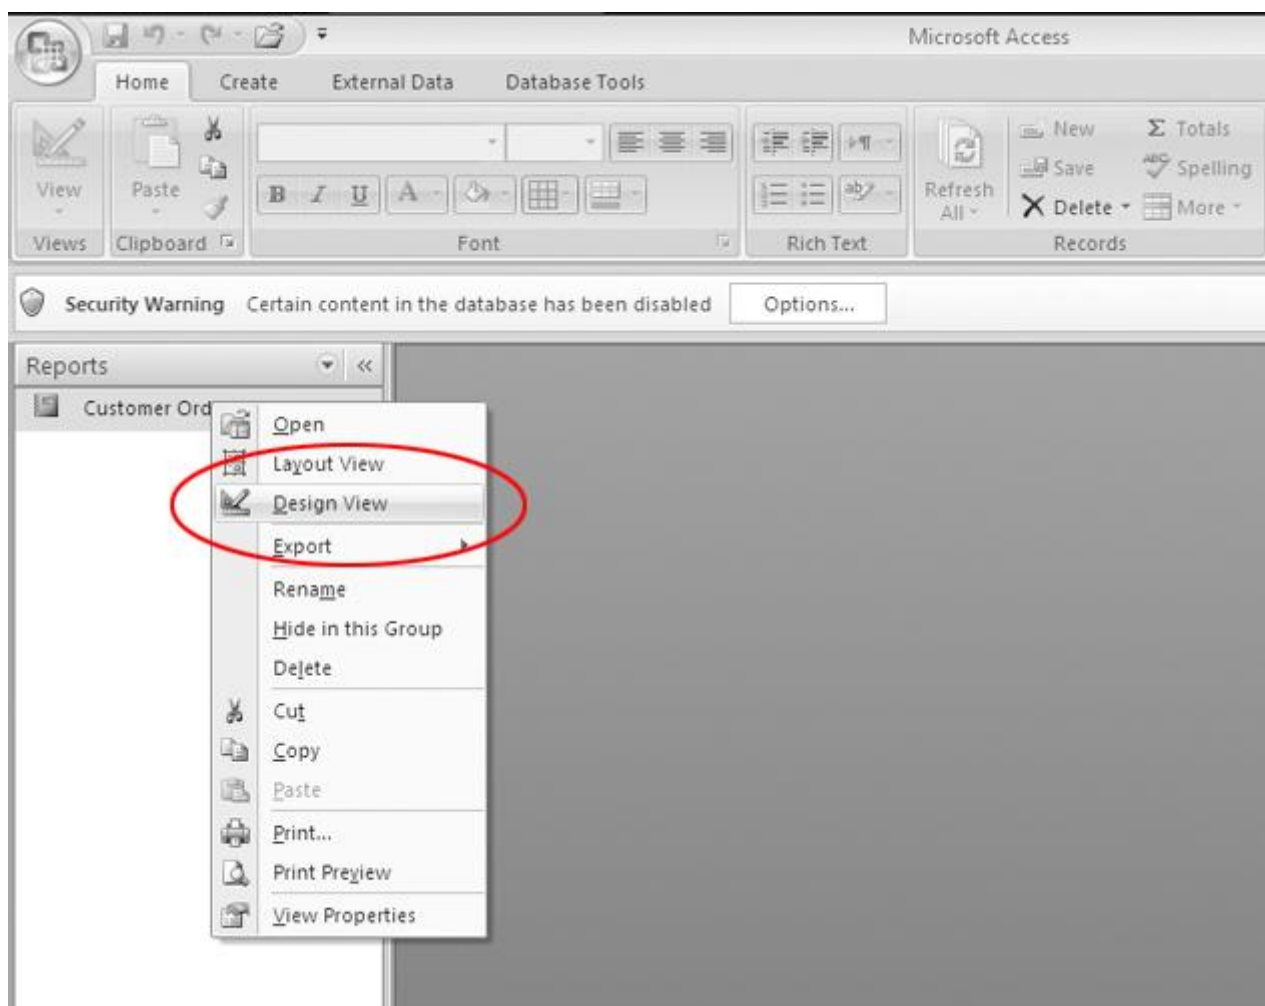 Microsoft Access
Home Create External Data Database Tools
New Σ Totals
View Paste Save ABC Spelling
B I U A ab Refresh All X Delete More
Views Clipboard Font Rich Text Records
Security Warning Certain content in the database has been disabled Options...
Reports «
Customer Ord
Open
Layout View
Design View
Export
Rename
Hide in this Group
Delete
Cut
Copy
Paste
Print...
Print Preview
View Properties